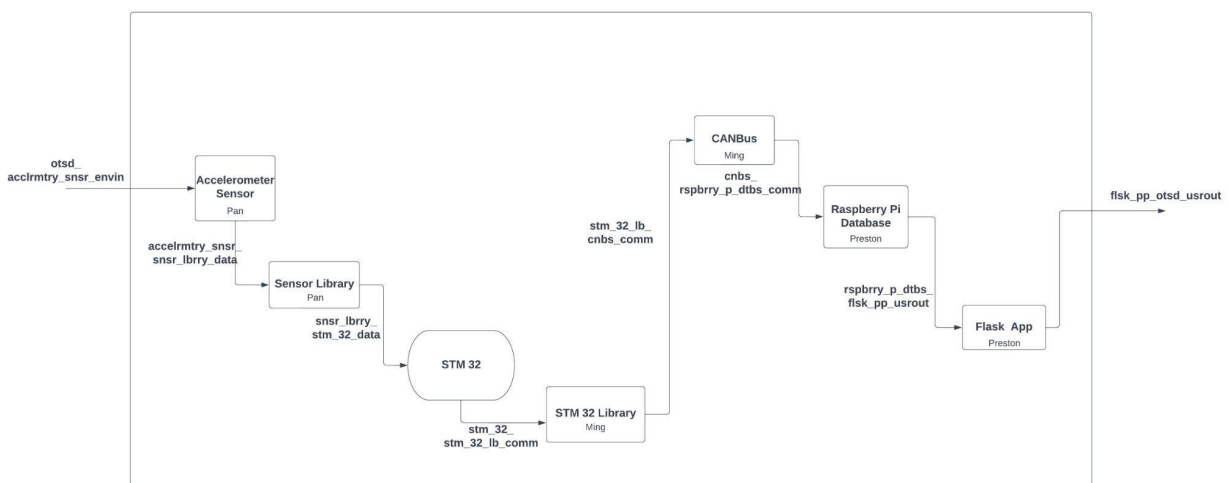 otsd_
acclrmtry_snsr_envin
Accelerometer
Sensor
Pan
accelrmtry_snsr_
snsr_lbrry_data
Sensor Library
Pan
snsr_lbrry_
stm_32_data
STM 32
stm_32_
stm_32_lb_comm
STM 32 Library
Ming
stm_32_lb_
cnbs_comm
CANBus
Ming
cnbs_
rspbrry_p_dtbs_comm
Raspberry Pi
Database
Preston
rspbrry_p_dtbs_
flsk_pp_usrout
Flask App
Preston
flsk_pp_otsd_usrout